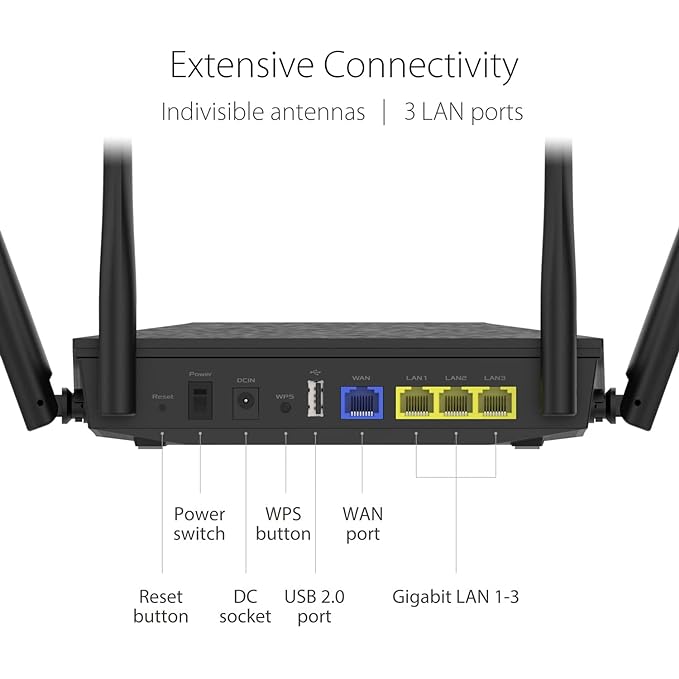 Extensive Connectivity
Indivisible antennas | 3 LAN ports
Power
DCIN
WAN
LAN1
LAN2
LAN3
Reset
WPS
Power
switch
WPS
button
WAN
port
Reset
button
DC
socket
USB 2.0
port
Gigabit LAN 1-3